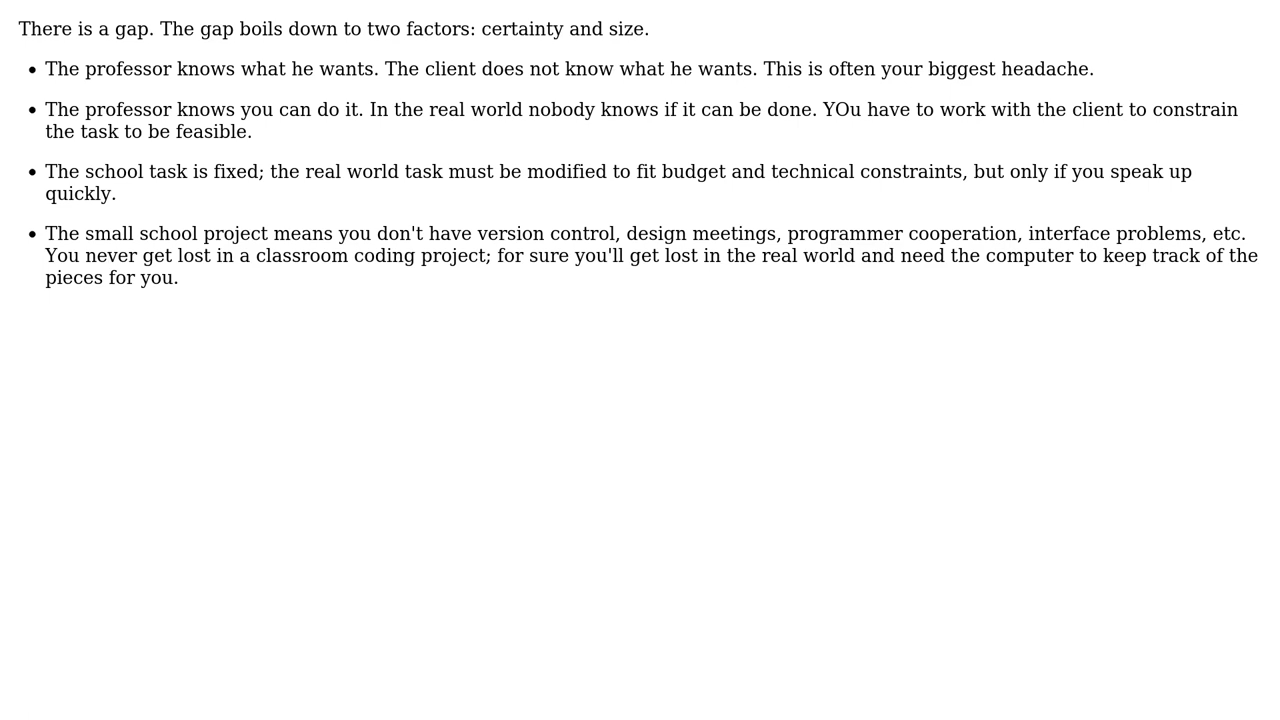 There is a gap. The gap boils down to two factors: certainty and size.
• The professor knows what he wants. The client does not know what he wants. This is often your biggest headache.
• The professor knows you can do it. In the real world nobody knows if it can be done. YOu have to work with the client to constrain
the task to be feasible.
• The school task is fixed; the real world task must be modified to fit budget and technical constraints, but only if you speak up
quickly.
• The small school project means you don't have version control, design meetings, programmer cooperation, interface problems, etc.
You never get lost in a classroom coding project; for sure you'll get lost in the real world and need the computer to keep track of the
pieces for you.